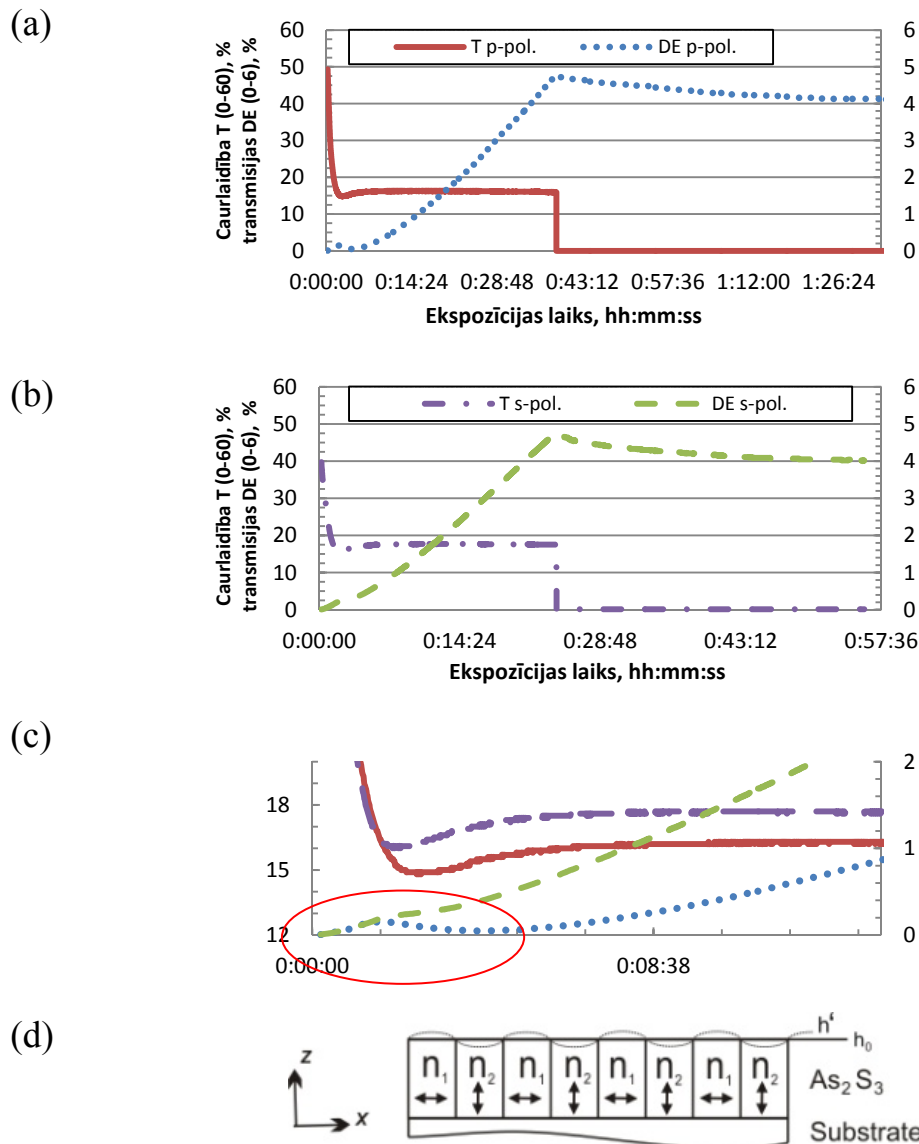 (a)
60
50
40
30
20
10
0
Caurlaidība T (0-60), %
transmisijas DE (0-6), %
T p-pol.
DE p-pol.
6
5
4
3
2
1
0
0:00:00 0:14:24 0:28:48 0:43:12 0:57:36 1:12:00 1:26:24
Ekspozīcijas laiks, hh:mm:ss
(b)
60
50
40
30
20
10
0
Caurlaidība T (0-60), %
transmisijas DE (0-6), %
T s-pol.
DE s-pol.
6
5
4
3
2
1
0
0:00:00 0:14:24 0:28:48 0:43:12 0:57:36
Ekspozīcijas laiks, hh:mm:ss
(c)
18
15
12
2
1
0
0:00:00 0:08:38
(d)
z
x
n₁ n₂ n₁ n₂ n₁ n₂ n₁ n₂
h'
h₀
As₂S₃
Substrate